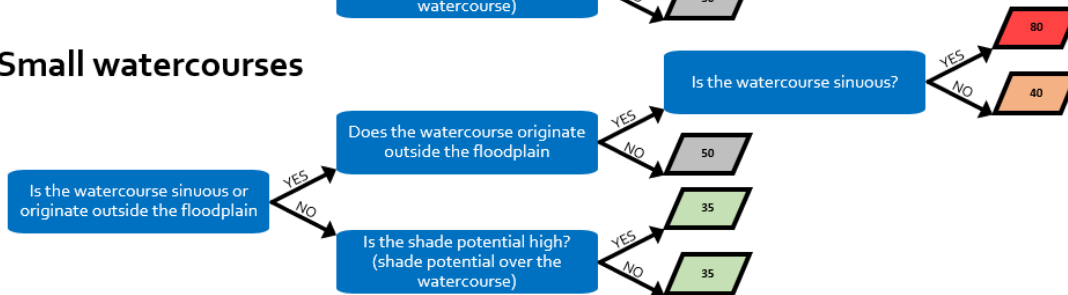 watercourse)
Small watercourses
80
YES
Is the watercourse sinuous?
NO
40
YES
Does the watercourse originate
outside the floodplain
NO
50
YES
Is the watercourse sinuous or
originate outside the floodplain
NO
35
YES
Is the shade potential high?
(shade potential over the
watercourse)
NO
35